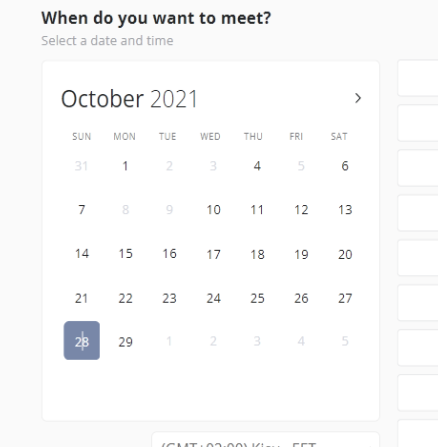 When do you want to meet?
Select a date and time
October 2021
SUN MON TUE WED THU FRI SAT
31 1 2 3 4 5 6
7 8 9 10 11 12 13
14 15 16 17 18 19 20
21 22 23 24 25 26 27
28 29 1 2 3 4 5